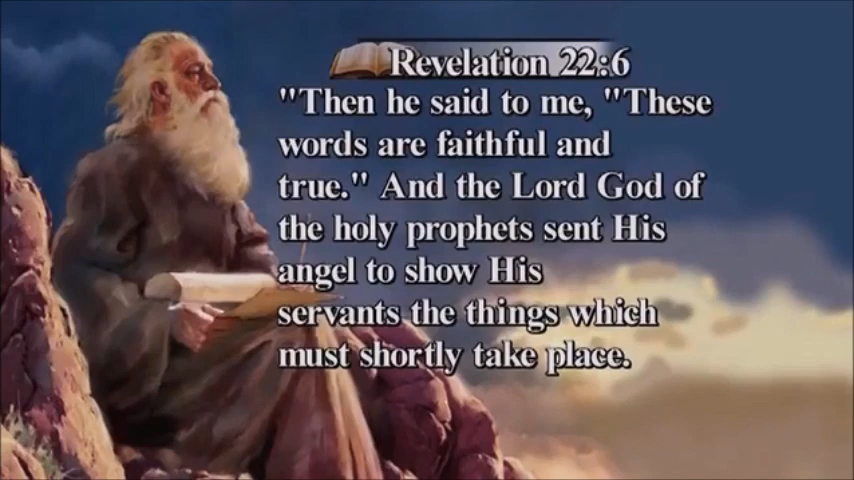 Revelation 22:6
"Then he said to me, "These
words are faithful and
true." And the Lord God of
the holy prophets sent His
angel to show His
servants the things which
must shortly take place.